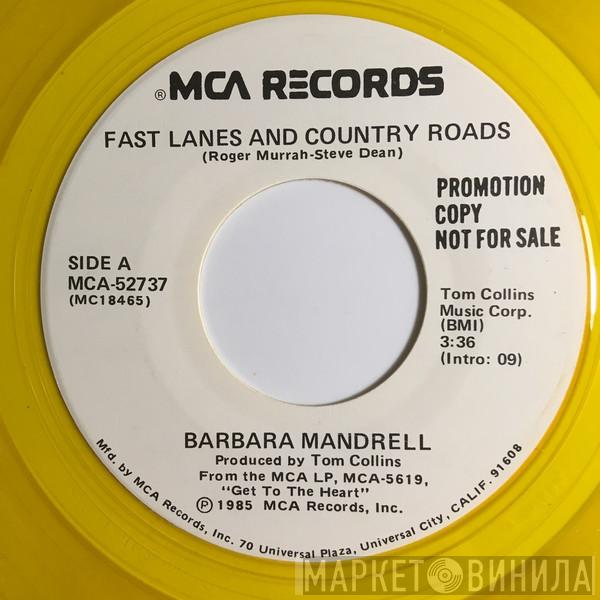 ® MCA RECORDS
FAST LANES AND COUNTRY ROADS
(Roger Murrah-Steve Dean)
PROMOTION
COPY
NOT FOR SALE
SIDE A
MCA-52737
(MC18465)
Tom Collins
Music Corp.
(BMI)
3:36
(Intro: 09)
BARBARA MANDRELL
Produced by Tom Collins
From the MCA LP, MCA-5619,
"Get To The Heart"
Ⓟ 1985 MCA Records, Inc.
Mfd. by MCA Records, Inc. 70 Universal Plaza, Universal City, CALIF. 91608
МАРКЕТ ВИНИЛА